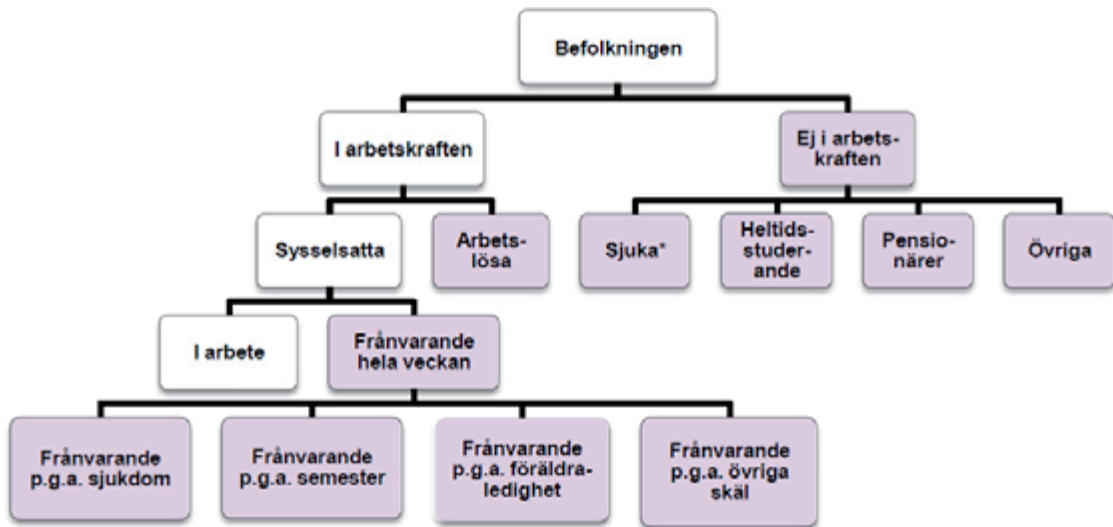 Befolkningen
I arbetskraften
Ej i arbets-
kraften
Sysselsatta
Arbets-
lösa
Sjuka*
Heltids-
studer-
ande
Pensio-
närer
Övriga
I arbete
Frånvarande
hela veckan
Frånvarande
p.g.a. sjukdom
Frånvarande
p.g.a. semester
Frånvarande
p.g.a. föräldra-
ledighet
Frånvarande
p.g.a. övriga
skäl